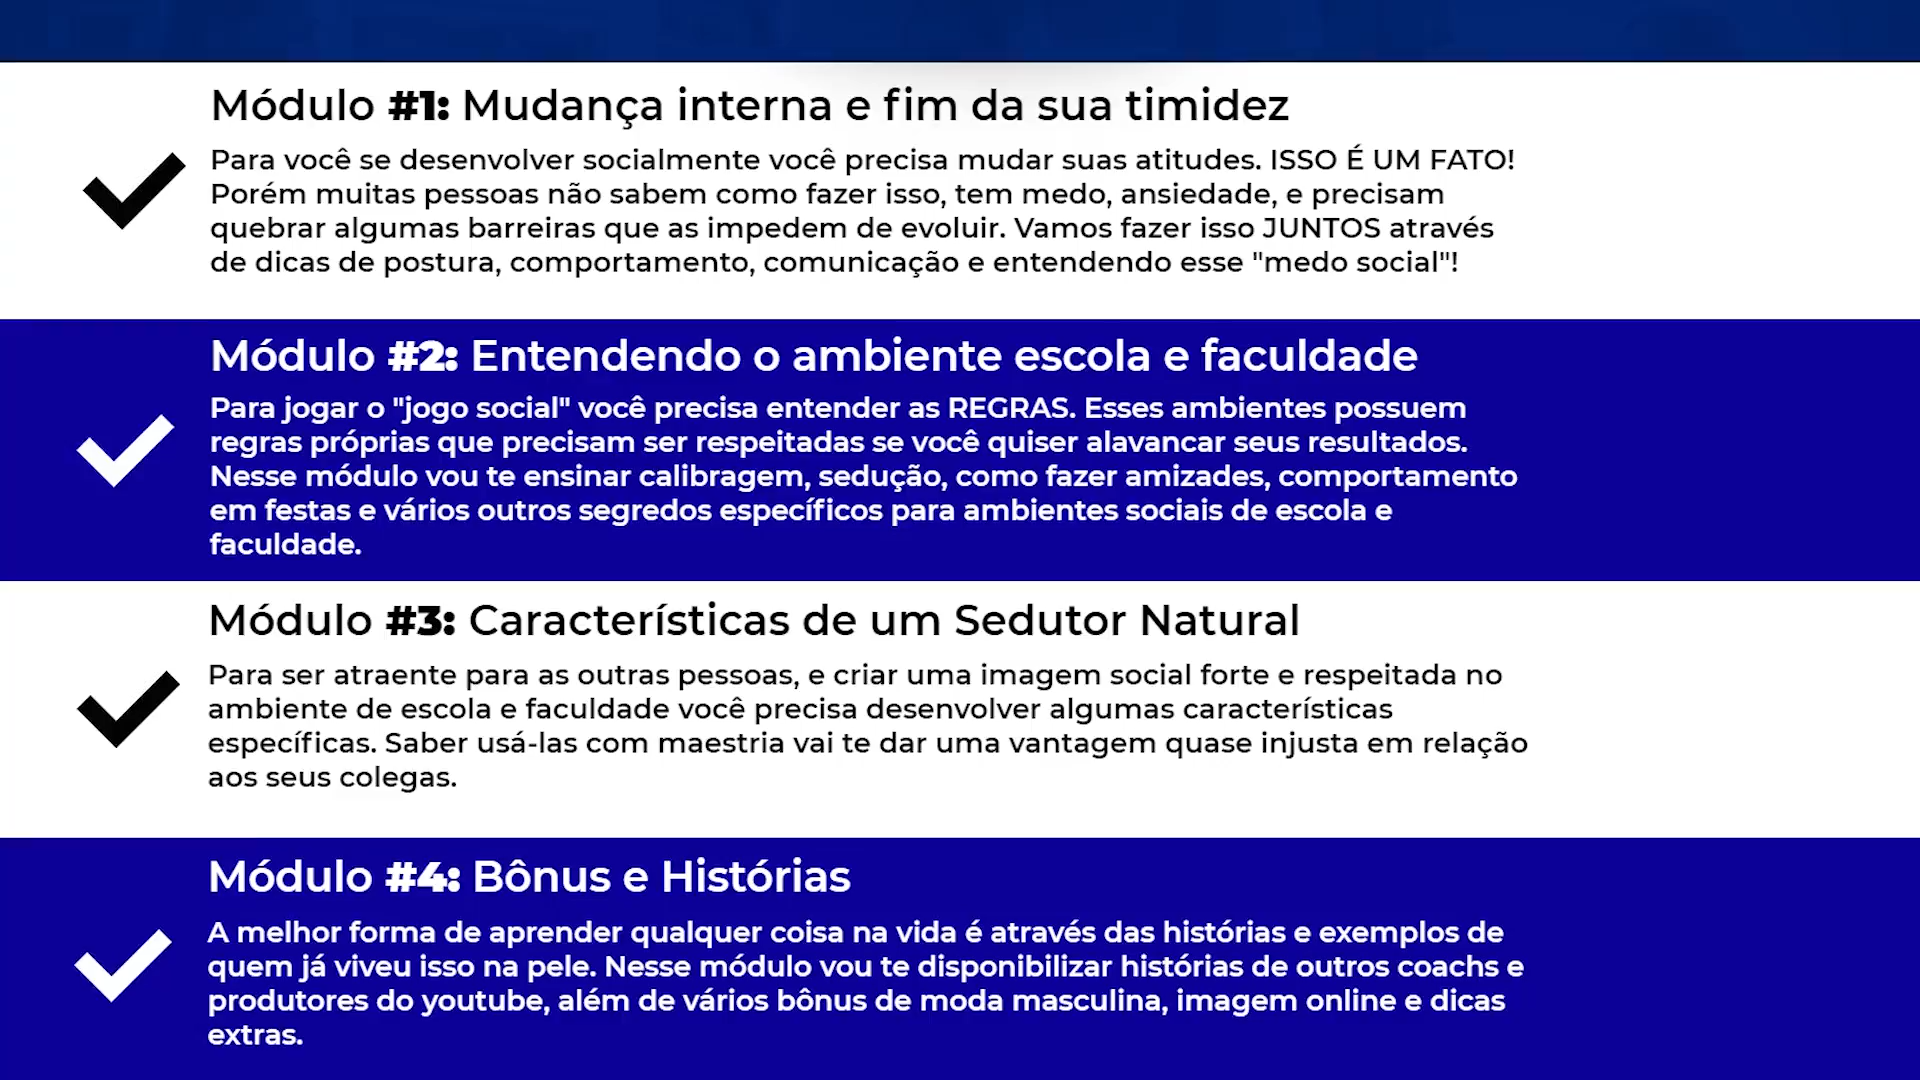 Módulo #1: Mudança interna e fim da sua timidez
Para você se desenvolver socialmente você precisa mudar suas atitudes. ISSO É UM FATO!
Porém muitas pessoas não sabem como fazer isso, tem medo, ansiedade, e precisam
quebrar algumas barreiras que as impedem de evoluir. Vamos fazer isso JUNTOS através
de dicas de postura, comportamento, comunicação e entendendo esse "medo social"!
Módulo #2: Entendendo o ambiente escola e faculdade
Para jogar o "jogo social" você precisa entender as REGRAS. Esses ambientes possuem
regras próprias que precisam ser respeitadas se você quiser alavancar seus resultados.
Nesse módulo vou te ensinar calibragem, sedução, como fazer amizades, comportamento
em festas e vários outros segredos específicos para ambientes sociais de escola e
faculdade.
Módulo #3: Características de um Sedutor Natural
Para ser atraente para as outras pessoas, e criar uma imagem social forte e respeitada no
ambiente de escola e faculdade você precisa desenvolver algumas características
específicas. Saber usá-las com maestria vai te dar uma vantagem quase injusta em relação
aos seus colegas.
Módulo #4: Bônus e Histórias
A melhor forma de aprender qualquer coisa na vida é através das histórias e exemplos de
quem já viveu isso na pele. Nesse módulo vou te disponibilizar histórias de outros coachs e
produtores do youtube, além de vários bônus de moda masculina, imagem online e dicas
extras.